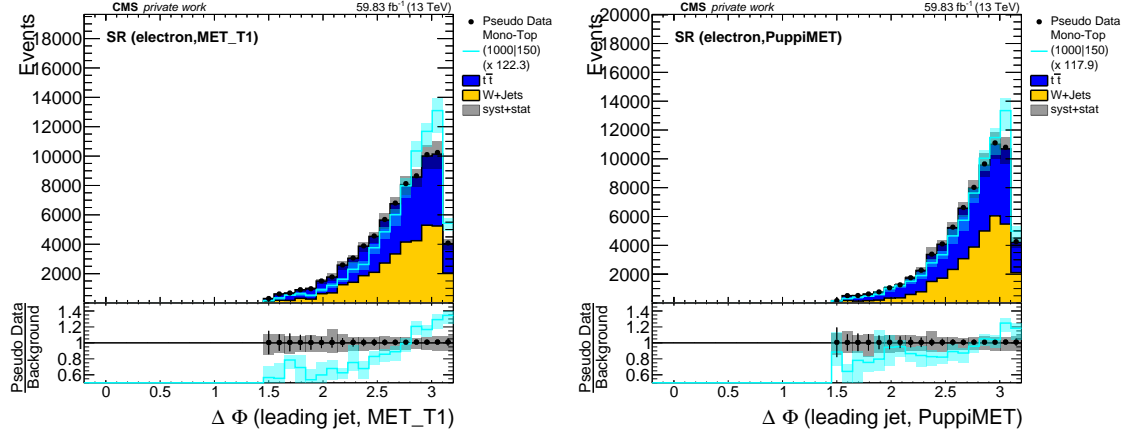 CMS private work 59.83 fb⁻¹ (13 TeV)
Events
SR (electron,MET_T1)
18000
16000
14000
12000
10000
8000
6000
4000
2000
Pseudo Data
Mono-Top
(1000|150)
(x 122.3)
tt̅
W+Jets
syst+stat
Pseudo Data
Background
1.4
1.2
1
0.8
0.6
0 0.5 1 1.5 2 2.5 3
Δ Φ (leading jet, MET_T1)
CMS private work 59.83 fb⁻¹ (13 TeV)
Events
SR (electron,PuppiMET)
20000
18000
16000
14000
12000
10000
8000
6000
4000
2000
Pseudo Data
Mono-Top
(1000|150)
(x 117.9)
tt̅
W+Jets
syst+stat
Pseudo Data
Background
1.4
1.2
1
0.8
0.6
0 0.5 1 1.5 2 2.5 3
Δ Φ (leading jet, PuppiMET)